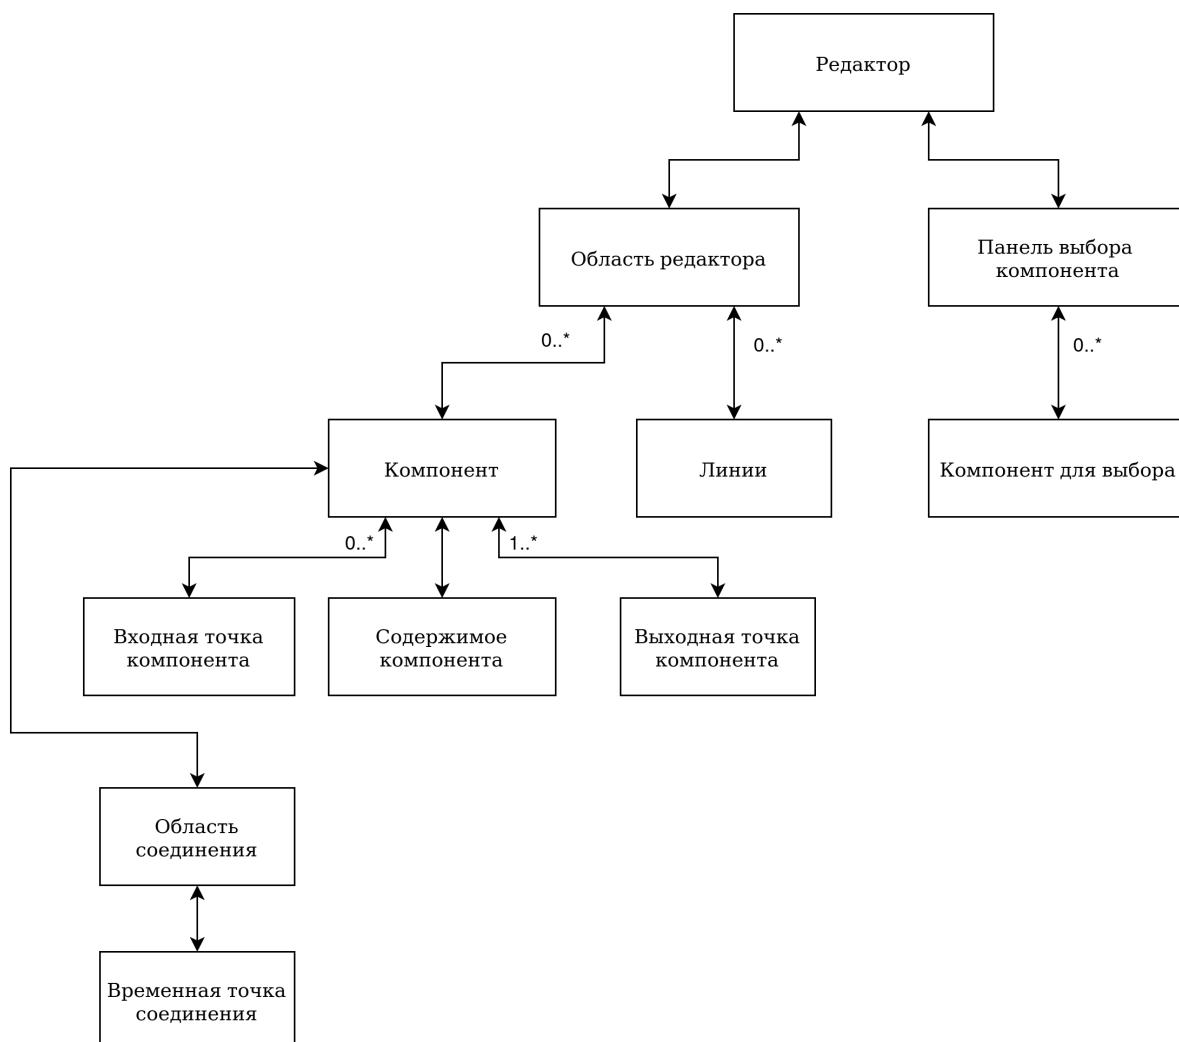 Редактор
Область редактора
Панель выбора
компонента
0..*
0..*
0..*
Компонент
Линии
Компонент для выбора
0..*
1..*
Входная точка
компонента
Содержимое
компонента
Выходная точка
компонента
Область
соединения
Временная точка
соединения